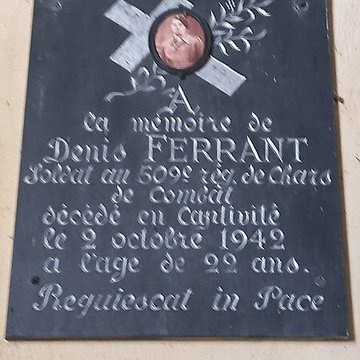 A
la mémoire de
Denis FERRANT
Soldat au 509e rég. de Chars
de Combat
décédé en Captivité
le 2 octobre 1942
a l'age de 22 ans.
Requiescat in Pace